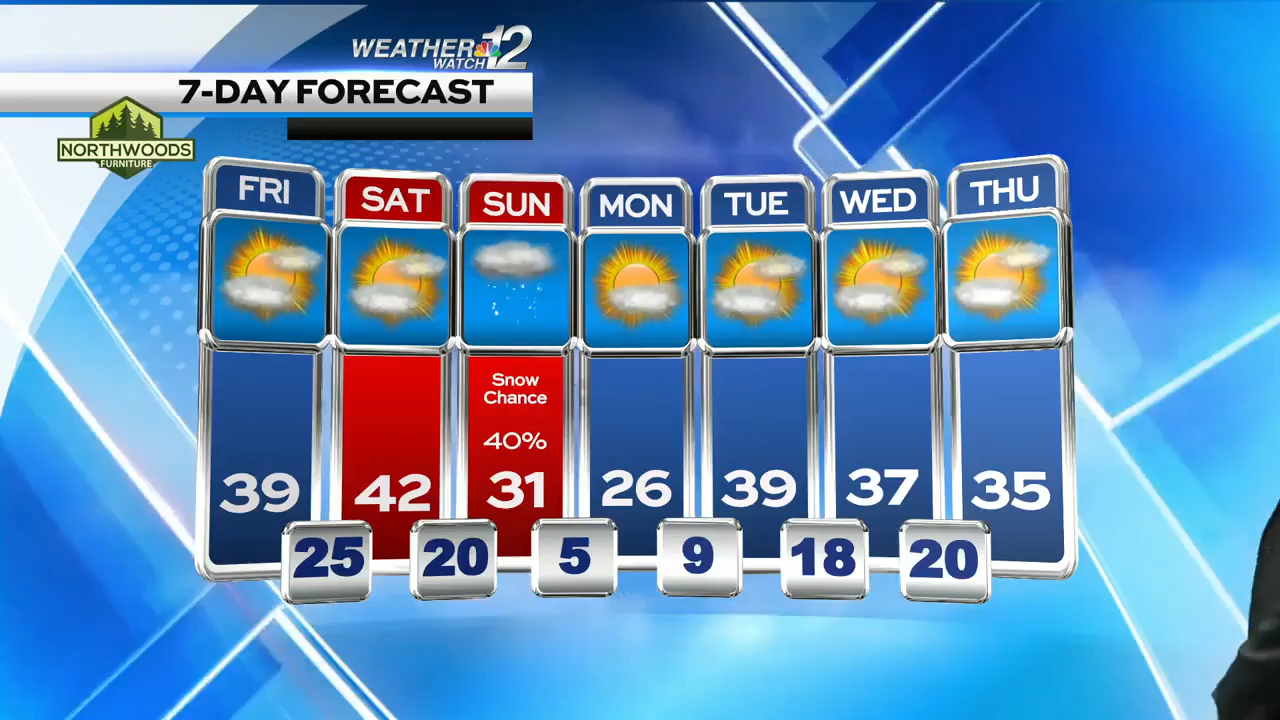 WEATHER 12
WATCH
7-DAY FORECAST
NORTHWOODS
FURNITURE
FRI SAT SUN MON TUE WED THU
Snow
Chance
40%
39 42 31 26 39 37 35
25 20 5 9 18 20